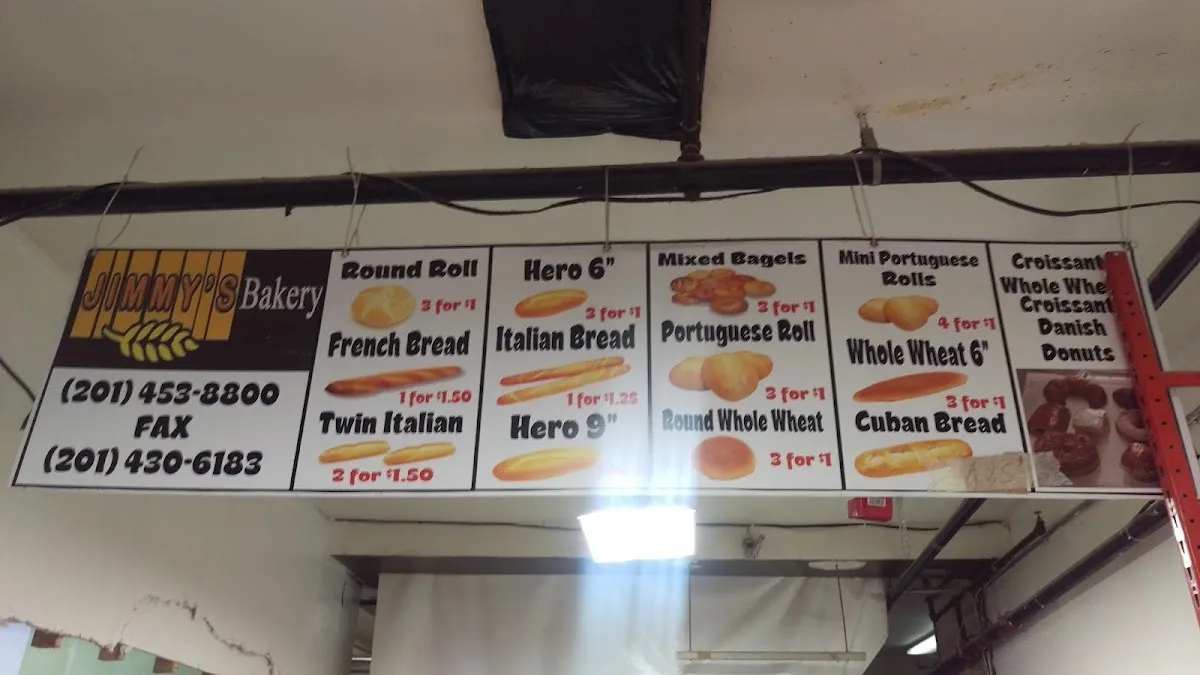 JIMMY'S Bakery
(201) 453-8800
FAX
(201) 430-6183
Round Roll
3 for $1
French Bread
1 for $1.50
Twin Italian
2 for $1.50
Hero 6"
3 for $1
Italian Bread
1 for $1.25
Hero 9"
Mixed Bagels
3 for $1
Portuguese Roll
3 for $1
Round Whole Wheat
3 for $1
Mini Portuguese
Rolls
4 for $1
Whole Wheat 6"
3 for $1
Cuban Bread
Croissant
Whole Whe
Croissant
Danish
Donuts